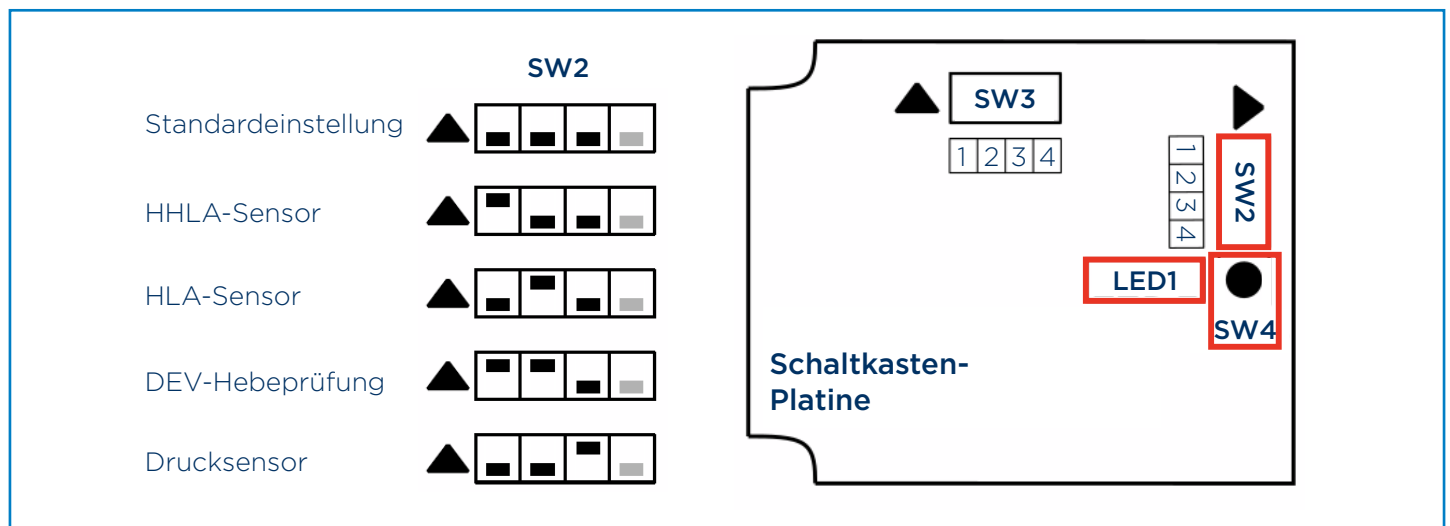 SW2
Standardeinstellung
HHLA-Sensor
HLA-Sensor
DEV-Hebeprüfung
Drucksensor
SW3
1 2 3 4
1 2 3 4
SW2
LED1
SW4
Schaltkasten-
Platine